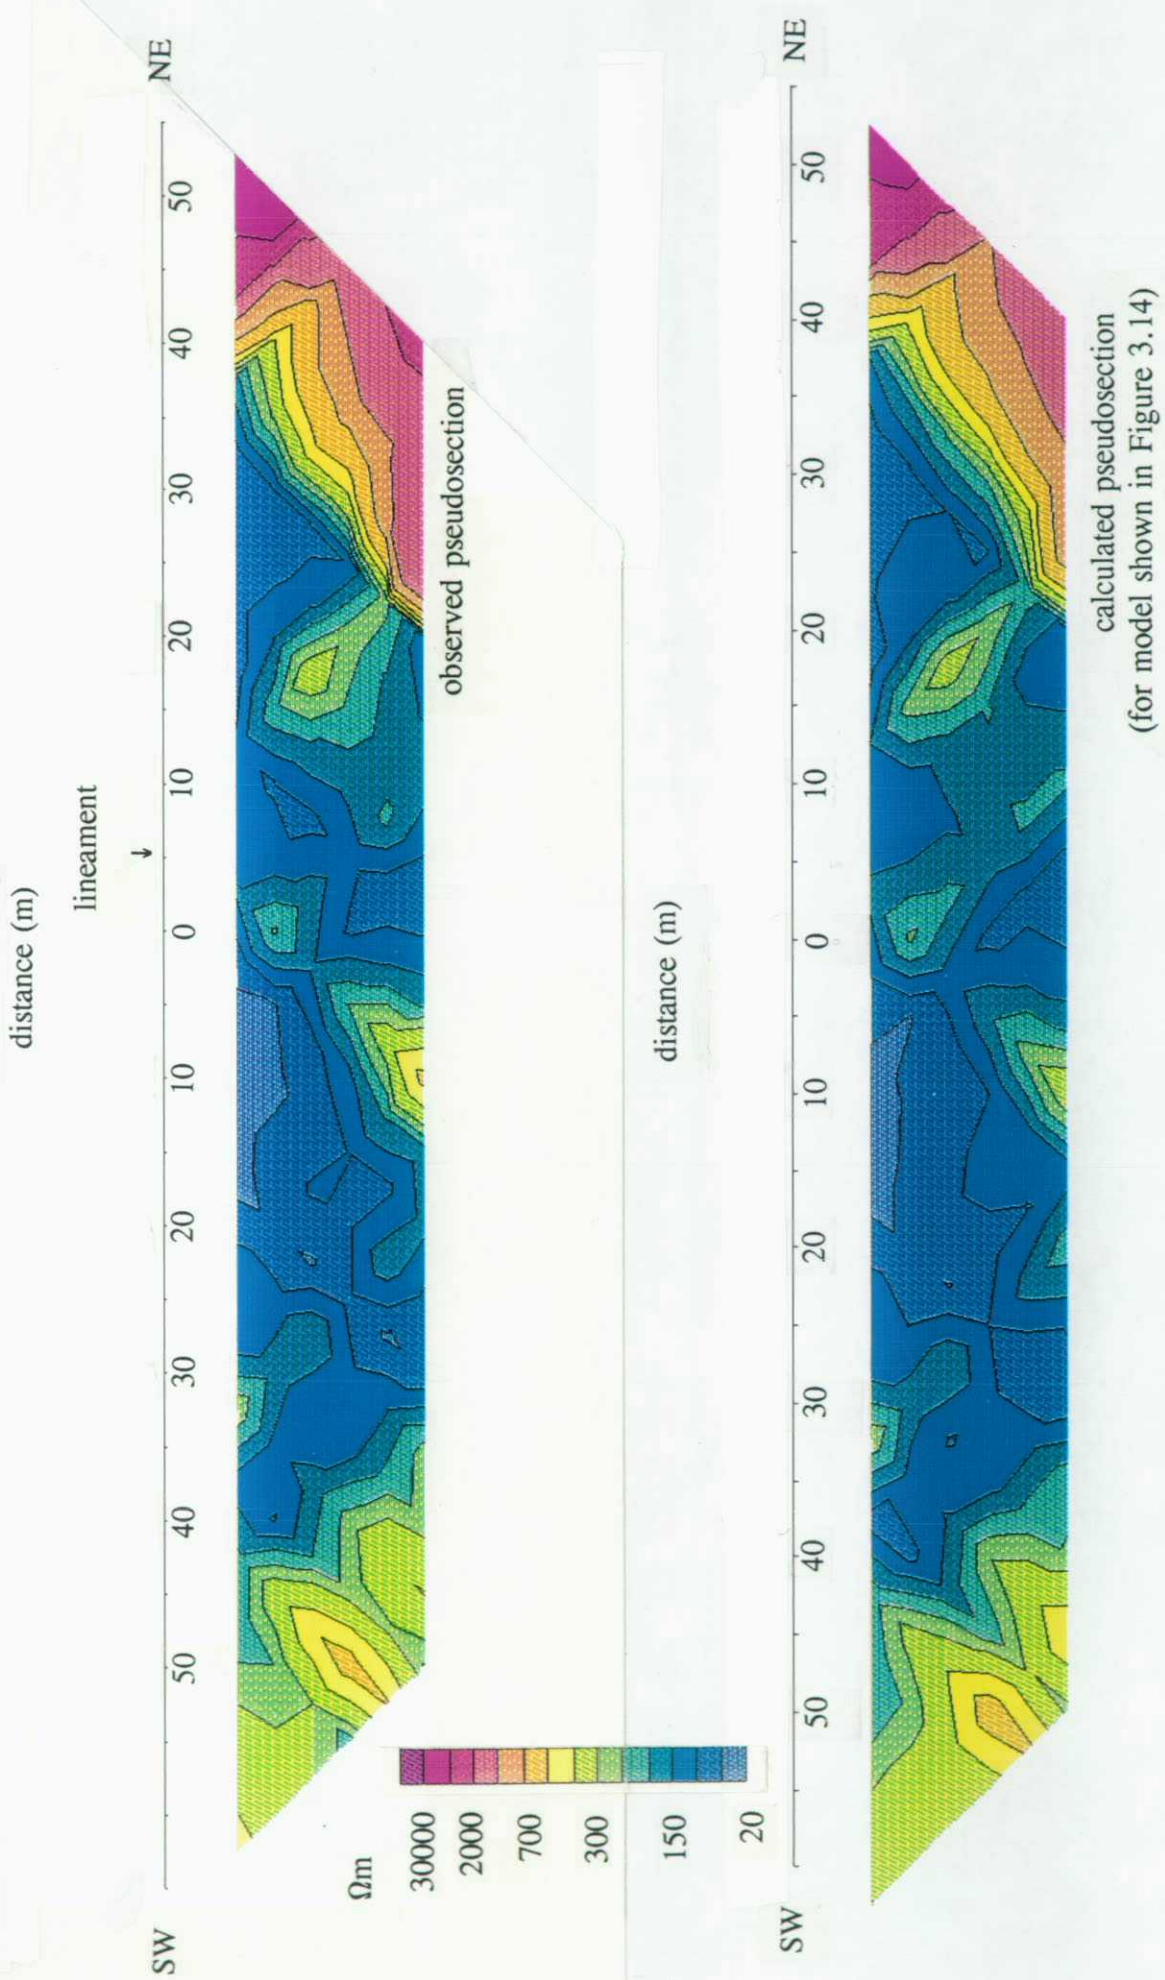 distance (m)
lineament
↓
SW 50 40 30 20 10 0 10 20 30 40 50 NE
observed pseudosection
Ωm
30000
2000
700
300
150
20
distance (m)
SW 50 40 30 20 10 0 10 20 30 40 50 NE
calculated pseudosection
(for model shown in Figure 3.14)